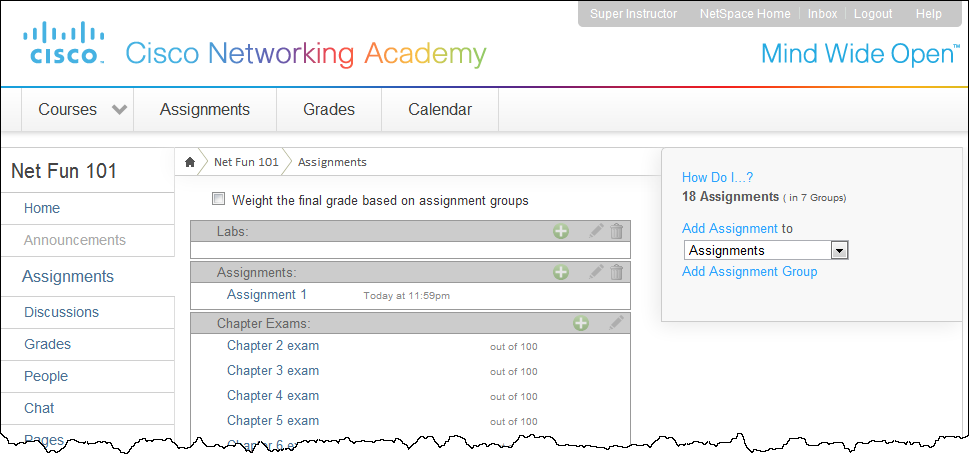 Super Instructor NetSpace Home Inbox Logout Help
CISCO™ Cisco Networking Academy Mind Wide Open™
Courses Assignments Grades Calendar
Net Fun 101
Home
Announcements
Assignments
Discussions
Grades
People
Chat
Pages
Net Fun 101 Assignments
Weight the final grade based on assignment groups
Labs:
Assignments:
Assignment 1 Today at 11:59pm
Chapter Exams:
Chapter 2 exam out of 100
Chapter 3 exam out of 100
Chapter 4 exam out of 100
Chapter 5 exam out of 100
How Do I...?
18 Assignments ( in 7 Groups)
Add Assignment to
Assignments
Add Assignment Group